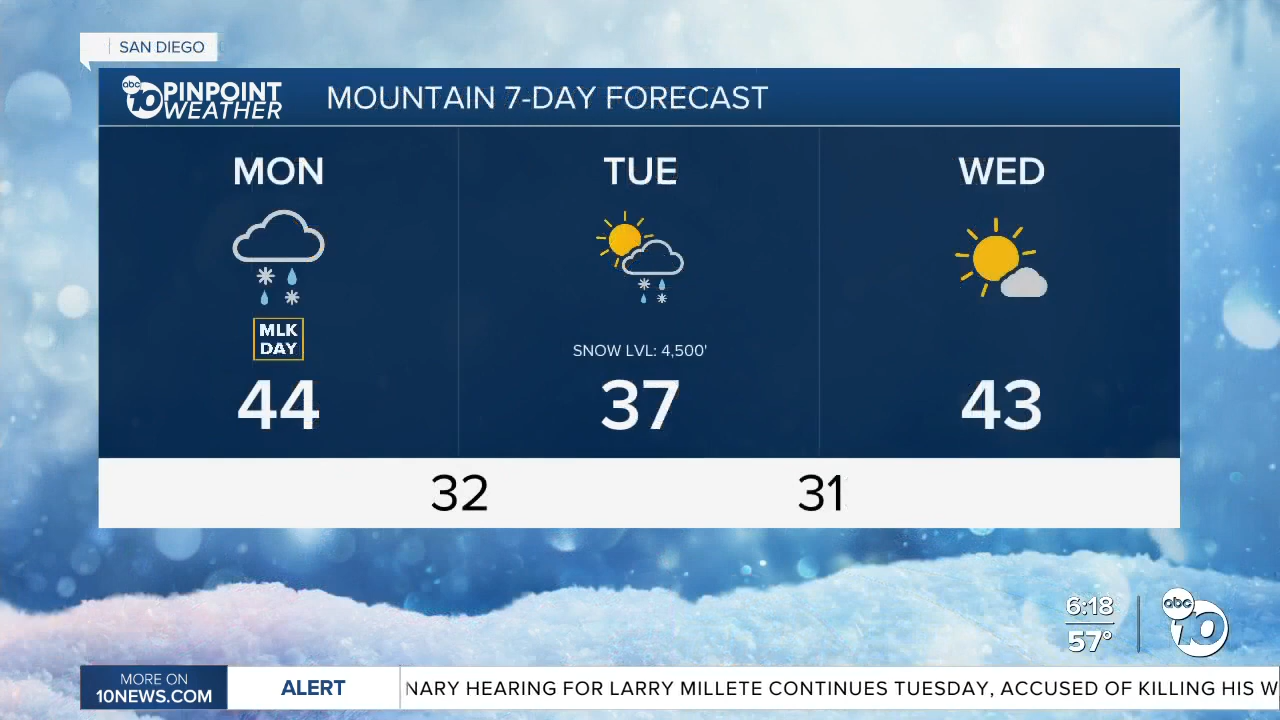 SAN DIEGO
abc 10 PINPOINT WEATHER
MOUNTAIN 7-DAY FORECAST
MON
TUE
WED
MLK DAY
SNOW LVL: 4,500'
44
37
43
32
31
6:18
57°
abc 10
MORE ON
10NEWS.COM
ALERT
NARY HEARING FOR LARRY MILLETE CONTINUES TUESDAY, ACCUSED OF KILLING HIS W